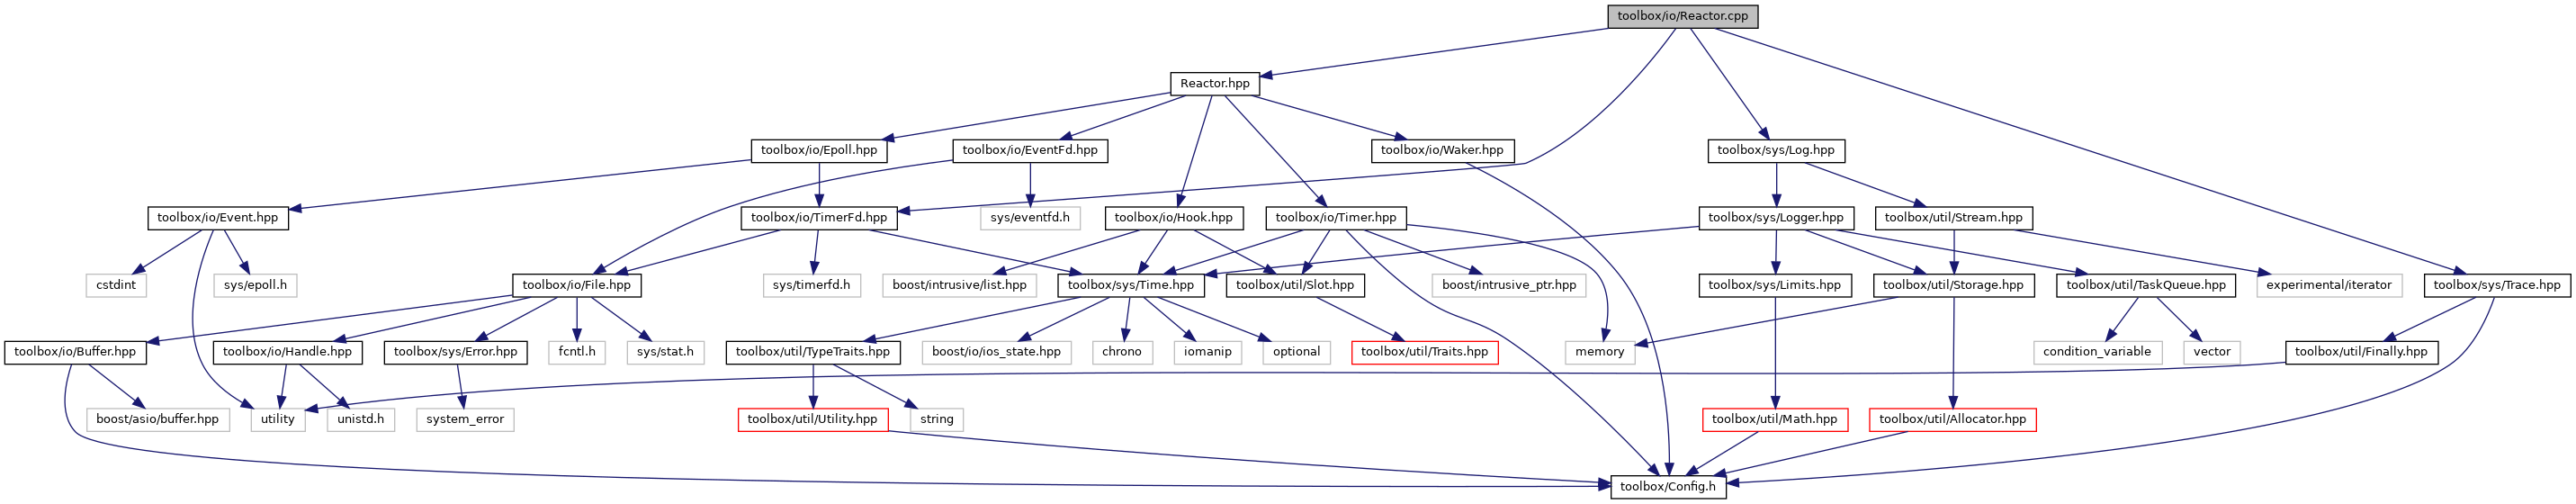 toolbox/io/Reactor.cpp
Reactor.hpp
toolbox/io/Epoll.hpp
toolbox/io/EventFd.hpp
toolbox/io/Waker.hpp
toolbox/sys/Log.hpp
toolbox/io/Event.hpp
toolbox/io/TimerFd.hpp
sys/eventfd.h
toolbox/io/Hook.hpp
toolbox/io/Timer.hpp
toolbox/sys/Logger.hpp
toolbox/util/Stream.hpp
cstdint
sys/epoll.h
toolbox/io/File.hpp
sys/timerfd.h
boost/intrusive/list.hpp
toolbox/sys/Time.hpp
toolbox/util/Slot.hpp
boost/intrusive_ptr.hpp
toolbox/sys/Limits.hpp
toolbox/util/Storage.hpp
toolbox/util/TaskQueue.hpp
experimental/iterator
toolbox/sys/Trace.hpp
toolbox/io/Buffer.hpp
toolbox/io/Handle.hpp
toolbox/sys/Error.hpp
fcntl.h
sys/stat.h
toolbox/util/TypeTraits.hpp
boost/io/ios_state.hpp
chrono
iomanip
optional
toolbox/util/Traits.hpp
memory
condition_variable
vector
toolbox/util/Finally.hpp
boost/asio/buffer.hpp
utility
unistd.h
system_error
toolbox/util/Utility.hpp
string
toolbox/util/Math.hpp
toolbox/util/Allocator.hpp
toolbox/Config.h